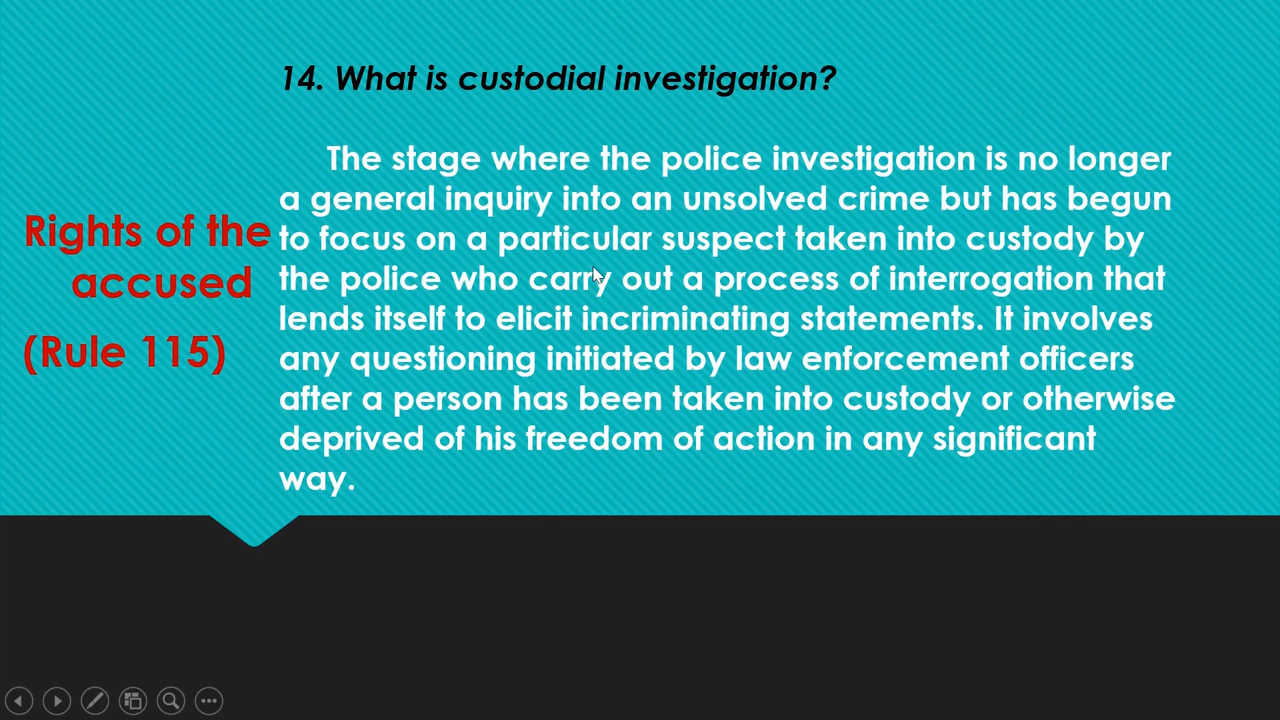 14. What is custodial investigation?
Rights of the
accused
(Rule 115)
The stage where the police investigation is no longer
a general inquiry into an unsolved crime but has begun
to focus on a particular suspect taken into custody by
the police who carry out a process of interrogation that
lends itself to elicit incriminating statements. It involves
any questioning initiated by law enforcement officers
after a person has been taken into custody or otherwise
deprived of his freedom of action in any significant
way.